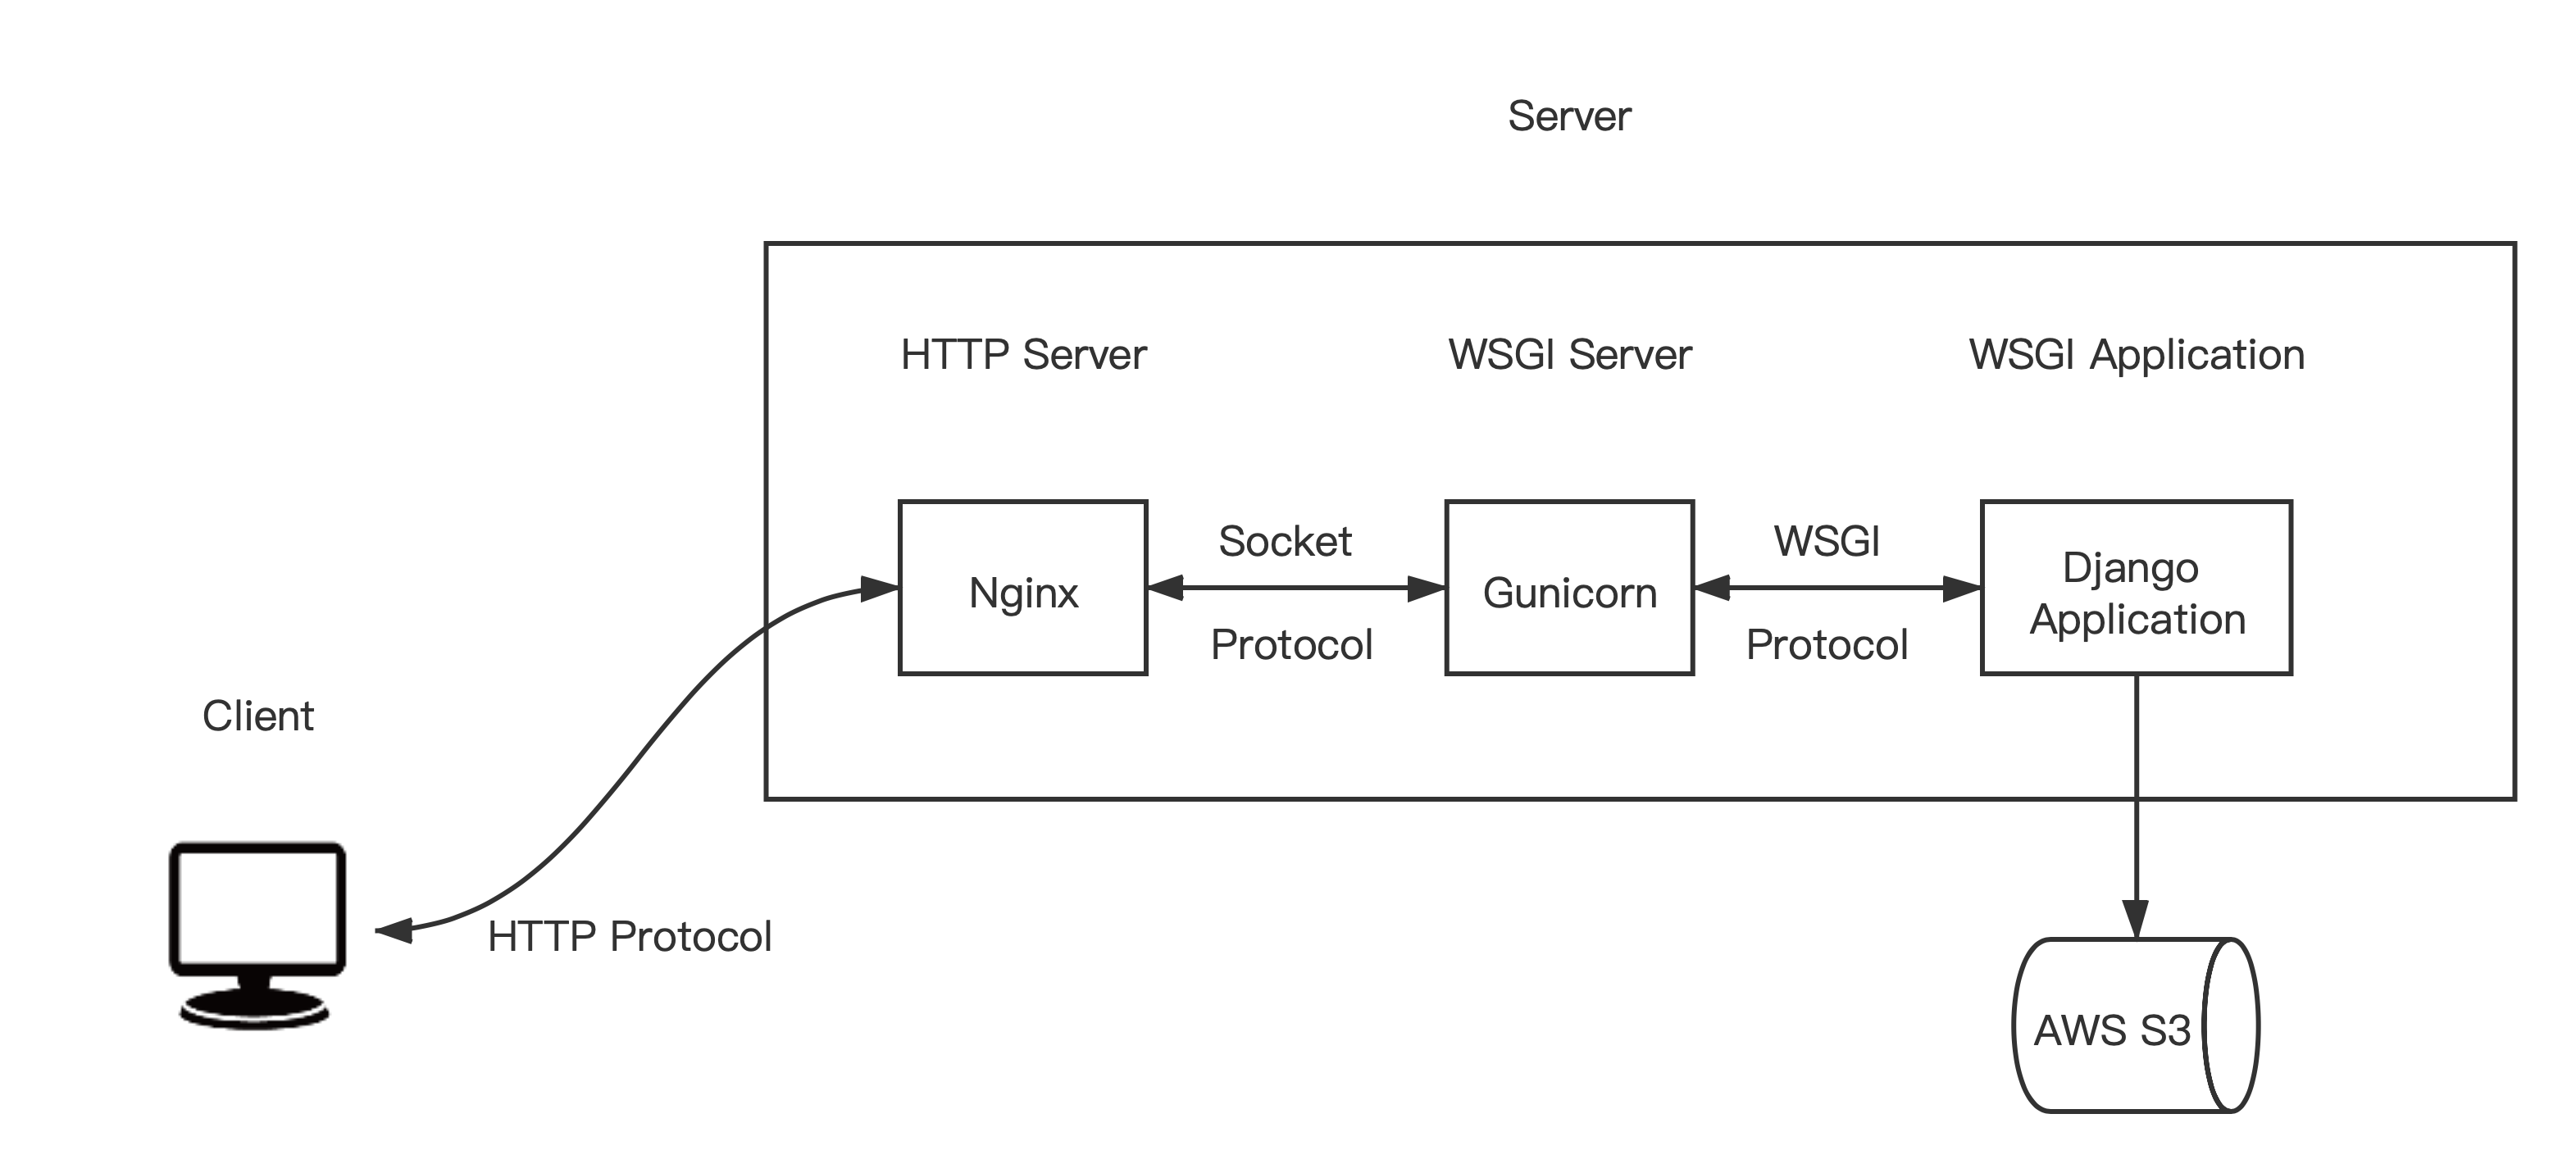 Server
HTTP Server
WSGI Server
WSGI Application
Nginx
Socket
Protocol
Gunicorn
WSGI
Protocol
Django
Application
Client
HTTP Protocol
AWS S3